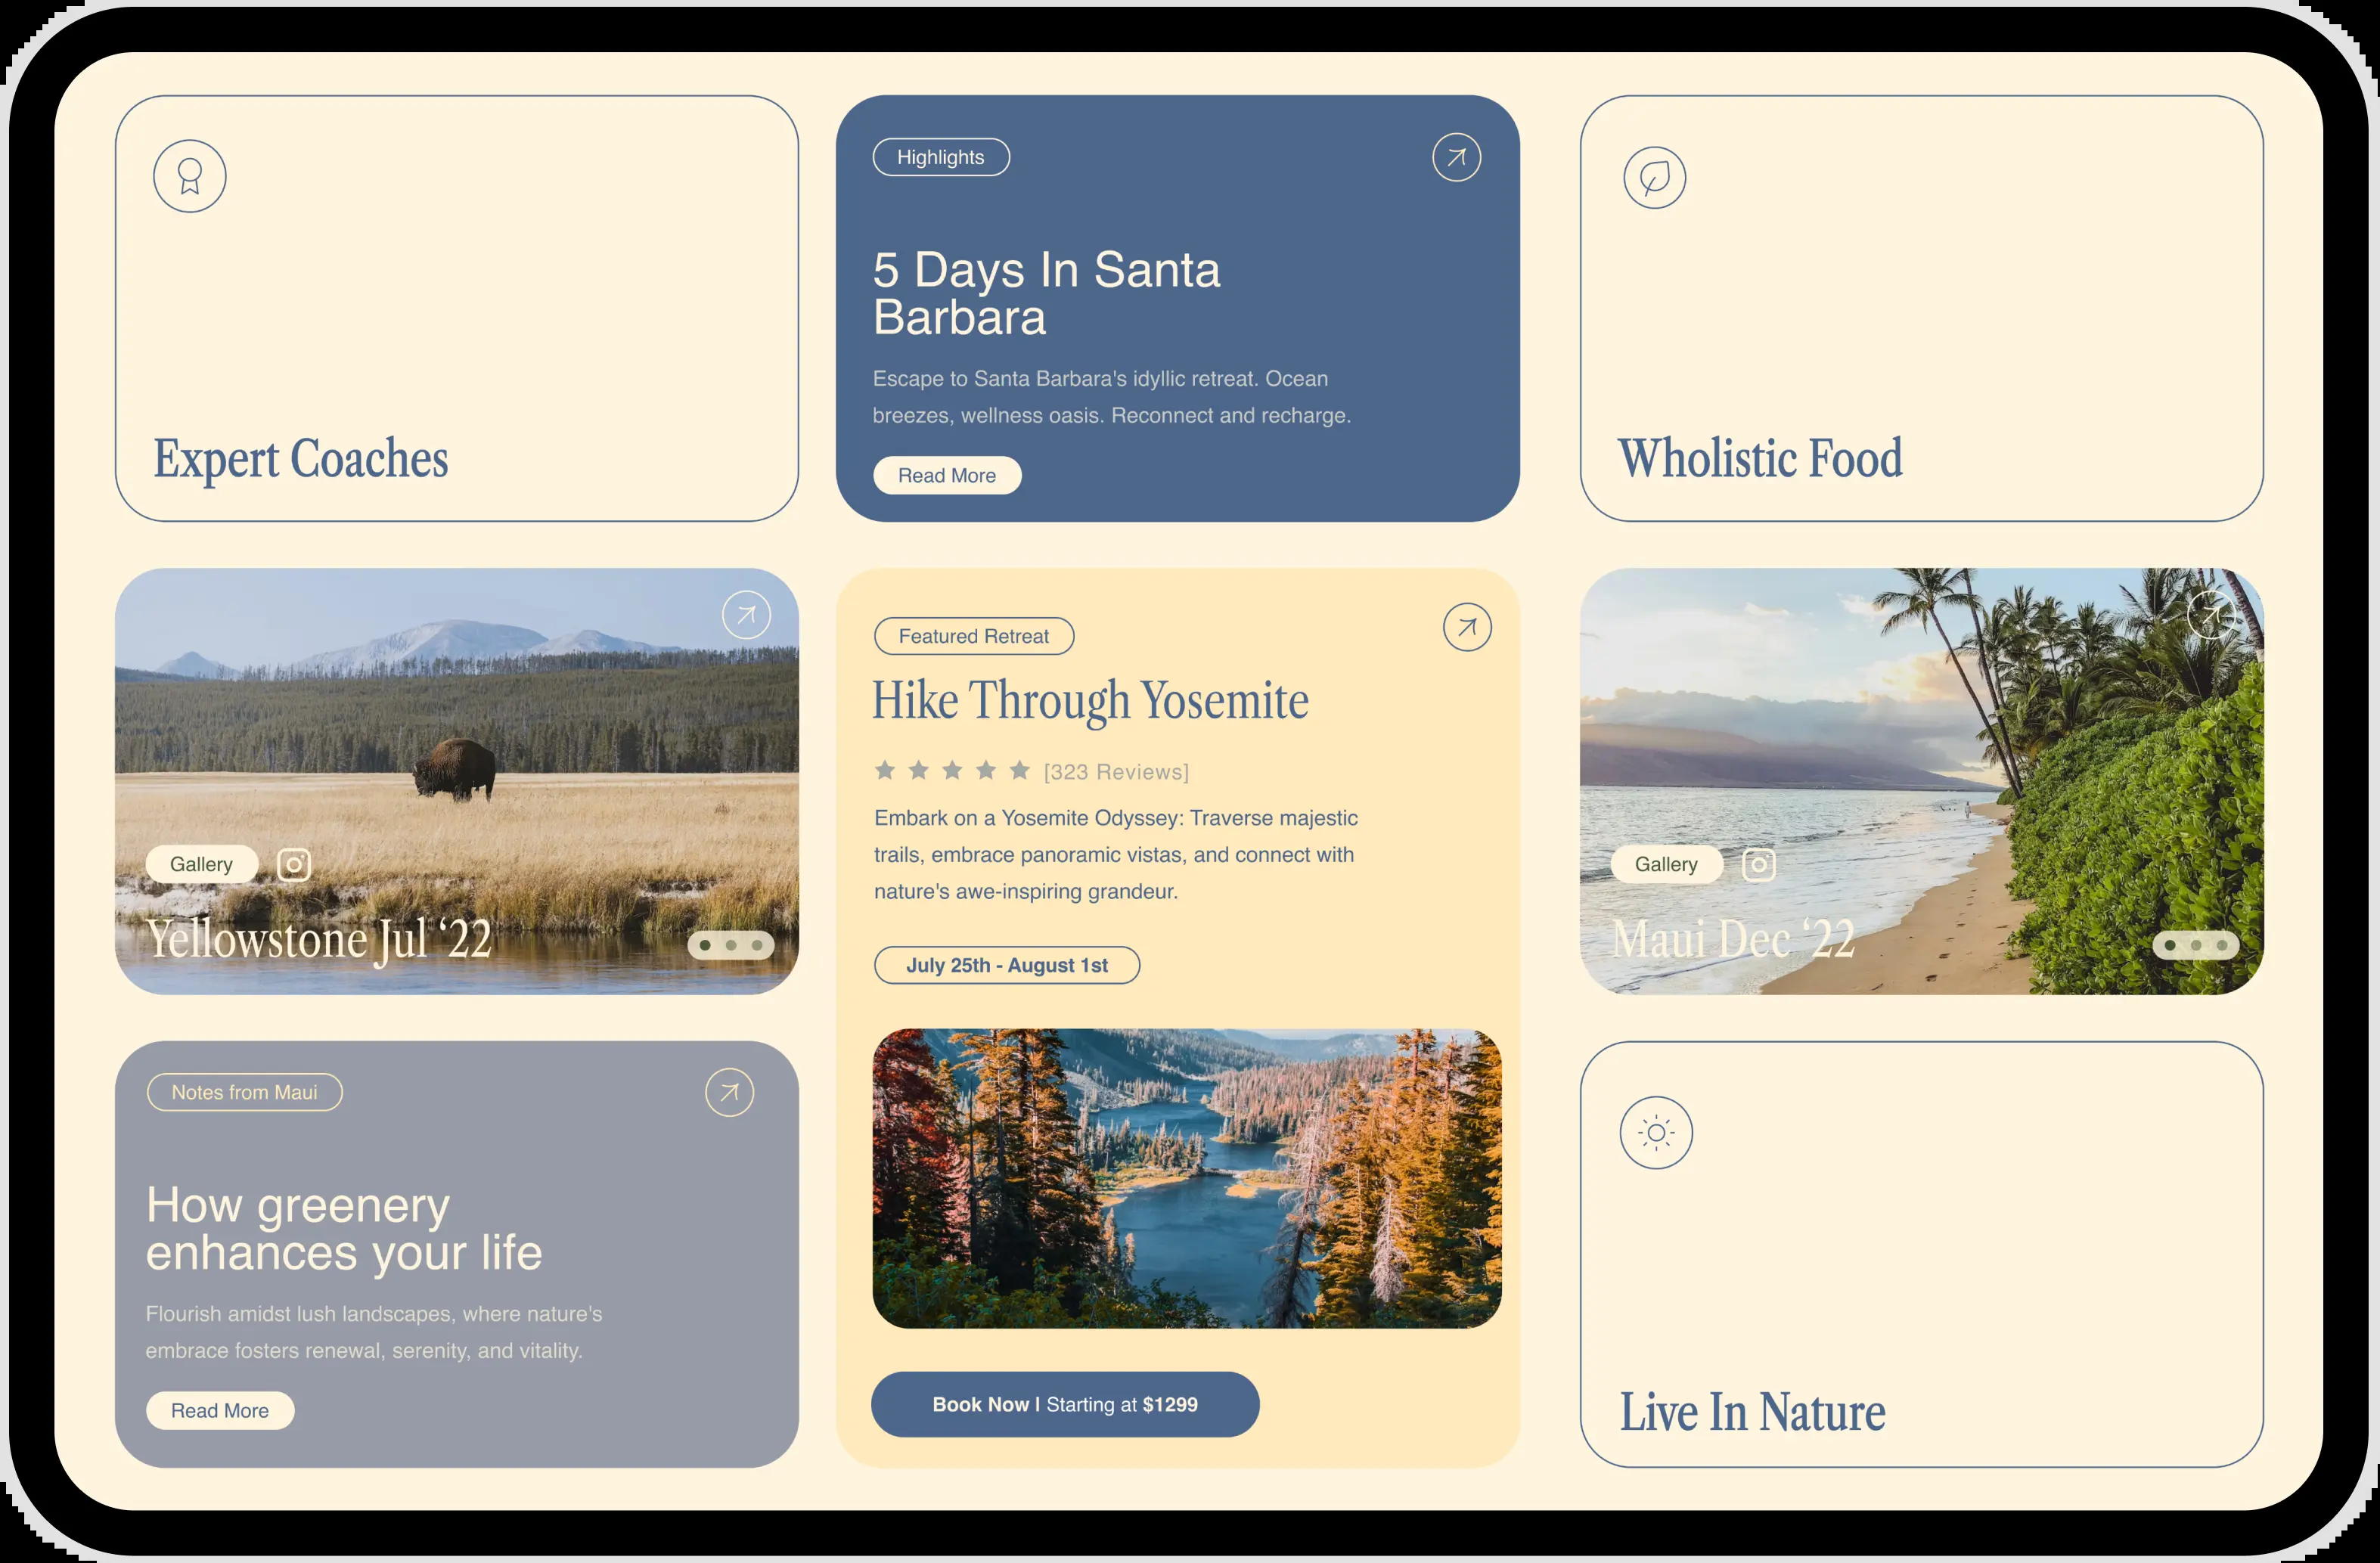 Expert Coaches
Highlights
5 Days In Santa
Barbara
Escape to Santa Barbara's idyllic retreat. Ocean
breezes, wellness oasis. Reconnect and recharge.
Read More
Wholistic Food
Gallery
Yellowstone Jul ‘22
Featured Retreat
Hike Through Yosemite
[323 Reviews]
Embark on a Yosemite Odyssey: Traverse majestic
trails, embrace panoramic vistas, and connect with
nature's awe-inspiring grandeur.
July 25th - August 1st
Book Now | Starting at $1299
Gallery
Maui Dec ‘22
Notes from Maui
How greenery
enhances your life
Flourish amidst lush landscapes, where nature's
embrace fosters renewal, serenity, and vitality.
Read More
Live In Nature